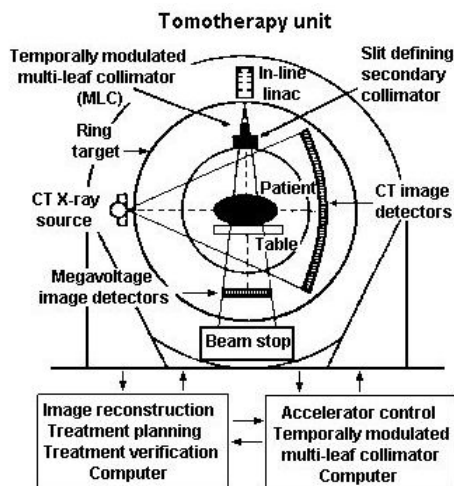 Tomotherapy unit
Temporally modulated
multi-leaf collimator
(MLC)
In-line
linac
Slit defining
secondary
collimator
Ring
target
CT X-ray
source
Patient
CT image
detectors
Table
Megavoltage
image detectors
Beam stop
Image reconstruction
Treatment planning
Treatment verification
Computer
Accelerator control
Temporally modulated
multi-leaf collimator
Computer